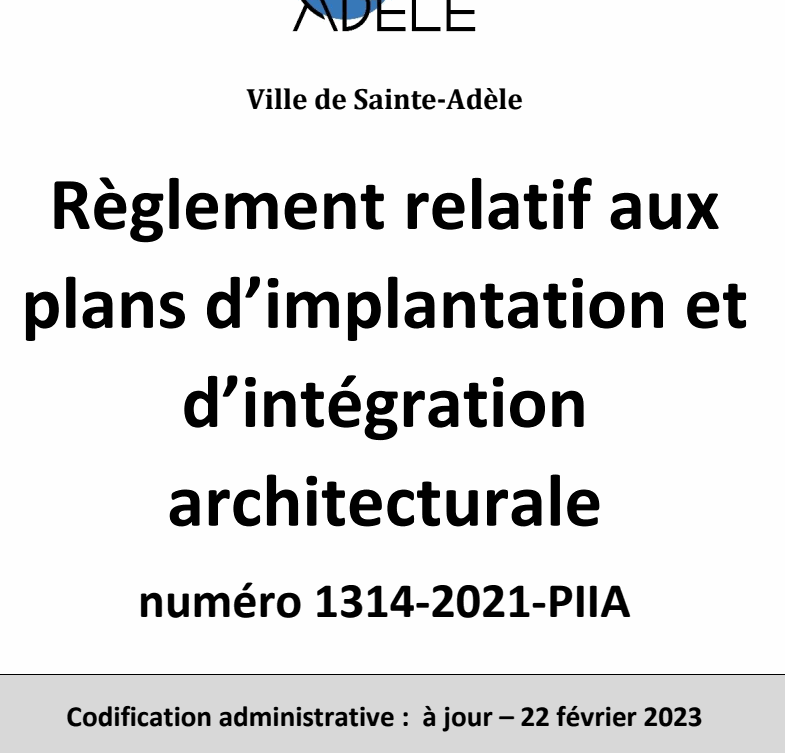 ADÈLE
Ville de Sainte-Adèle
Règlement relatif aux
plans d’implantation et
d’intégration
architecturale
numéro 1314-2021-PIIA
Codification administrative :  à jour – 22 février 2023